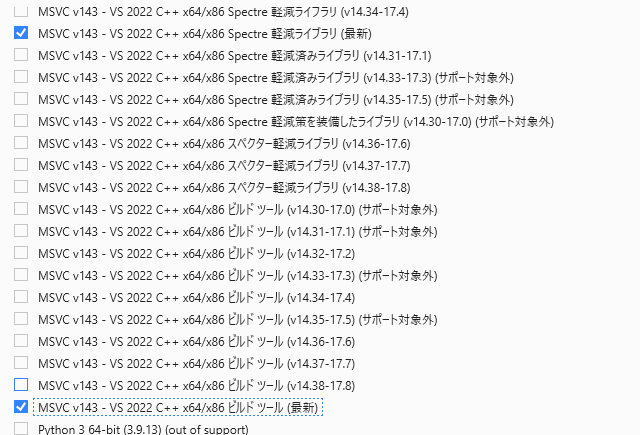 MSVC v143 - VS 2022 C++ x64/x86 Spectre 軽減ライブラリ (v14.34-17.4)
MSVC v143 - VS 2022 C++ x64/x86 Spectre 軽減ライブラリ (最新)
MSVC v143 - VS 2022 C++ x64/x86 Spectre 軽減済みライブラリ (v14.31-17.1)
MSVC v143 - VS 2022 C++ x64/x86 Spectre 軽減済みライブラリ (v14.33-17.3) (サポート対象外)
MSVC v143 - VS 2022 C++ x64/x86 Spectre 軽減済みライブラリ (v14.35-17.5) (サポート対象外)
MSVC v143 - VS 2022 C++ x64/x86 Spectre 軽減策を装備したライブラリ (v14.30-17.0) (サポート対象外)
MSVC v143 - VS 2022 C++ x64/x86 スペクター軽減ライブラリ (v14.36-17.6)
MSVC v143 - VS 2022 C++ x64/x86 スペクター軽減ライブラリ (v14.37-17.7)
MSVC v143 - VS 2022 C++ x64/x86 スペクター軽減ライブラリ (v14.38-17.8)
MSVC v143 - VS 2022 C++ x64/x86 ビルド ツール (v14.30-17.0) (サポート対象外)
MSVC v143 - VS 2022 C++ x64/x86 ビルド ツール (v14.31-17.1) (サポート対象外)
MSVC v143 - VS 2022 C++ x64/x86 ビルド ツール (v14.32-17.2)
MSVC v143 - VS 2022 C++ x64/x86 ビルド ツール (v14.33-17.3) (サポート対象外)
MSVC v143 - VS 2022 C++ x64/x86 ビルド ツール (v14.34-17.4)
MSVC v143 - VS 2022 C++ x64/x86 ビルド ツール (v14.35-17.5) (サポート対象外)
MSVC v143 - VS 2022 C++ x64/x86 ビルド ツール (v14.36-17.6)
MSVC v143 - VS 2022 C++ x64/x86 ビルド ツール (v14.37-17.7)
MSVC v143 - VS 2022 C++ x64/x86 ビルド ツール (v14.38-17.8)
MSVC v143 - VS 2022 C++ x64/x86 ビルド ツール (最新)
Python 3 64-bit (3.9.13) (out of support)